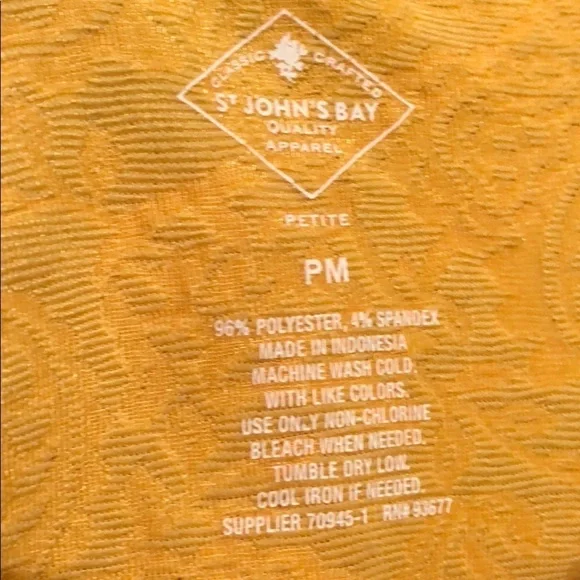 CLASSIC CRAFTED
ST JOHN'S BAY
QUALITY
APPAREL
PETITE
PM
96% POLYESTER, 4% SPANDEX
MADE IN INDONESIA
MACHINE WASH COLD,
WITH LIKE COLORS.
USE ONLY NON-CHLORINE
BLEACH WHEN NEEDED.
TUMBLE DRY LOW.
COOL IRON IF NEEDED.
SUPPLIER 70945-1 RN# 93677